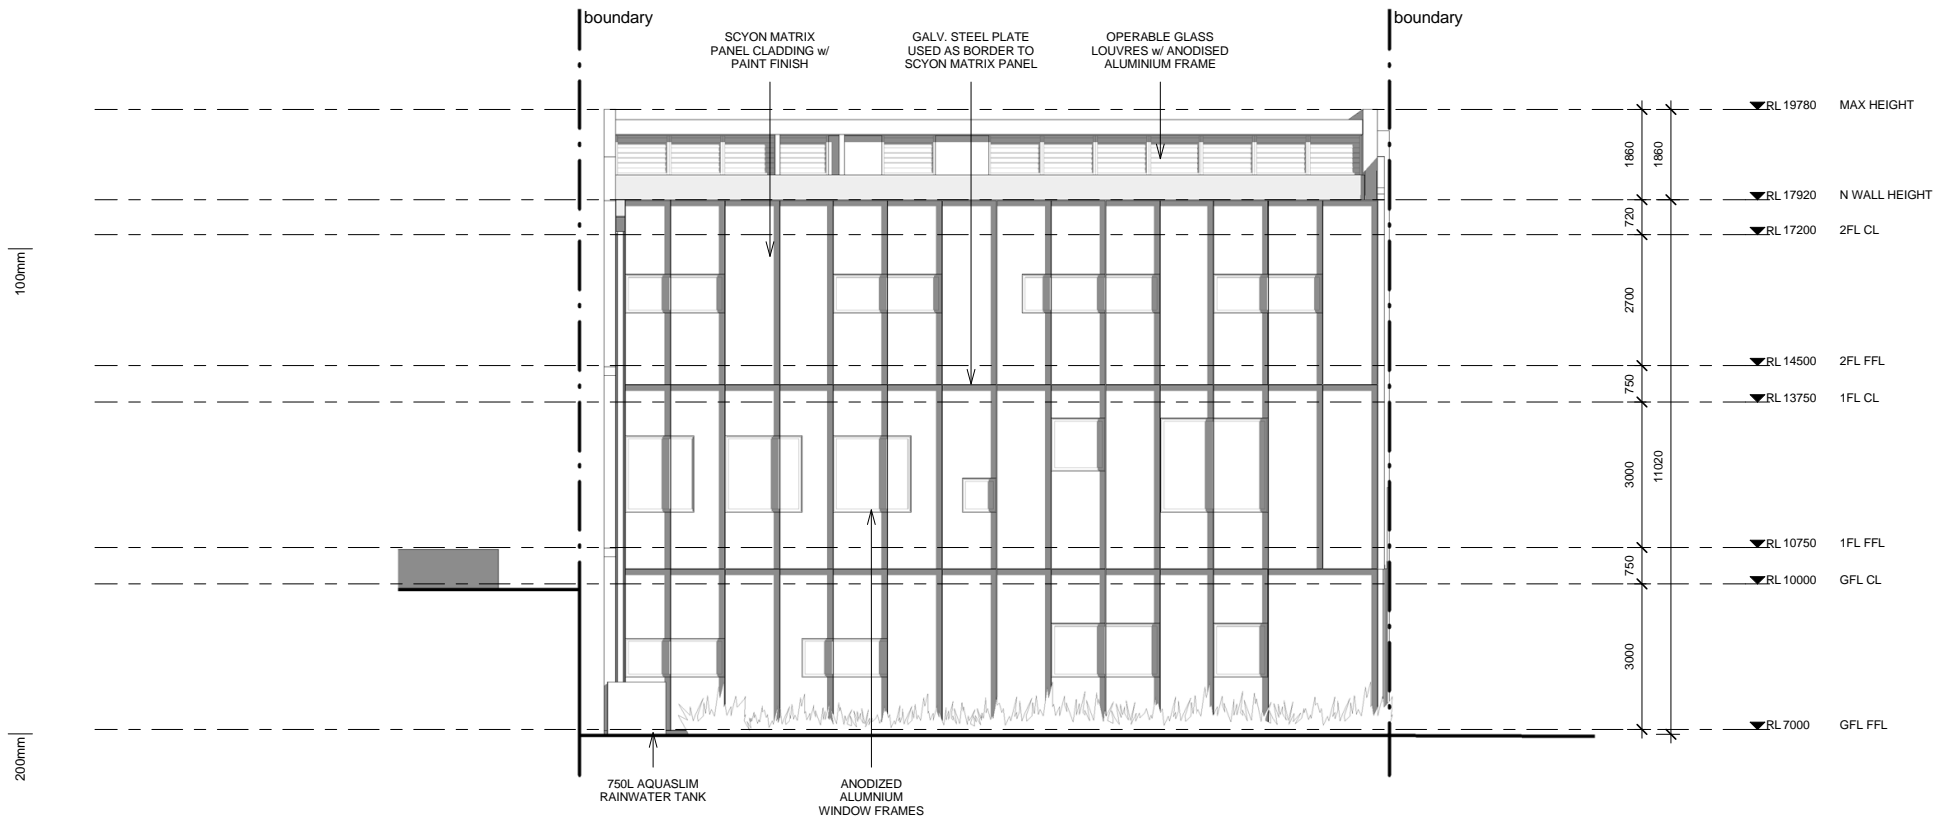 boundary
boundary
SCYON MATRIX
PANEL CLADDING w/
PAINT FINISH
GALV. STEEL PLATE
USED AS BORDER TO
SCYON MATRIX PANEL
OPERABLE GLASS
LOUVRES w/ ANODISED
ALUMINIUM FRAME
RL 19780 MAX HEIGHT
1860
1860
RL 17920 N WALL HEIGHT
720
RL 17200 2FL CL
100mm
2700
RL 14500 2FL FFL
750
RL 13750 1FL CL
3000
11020
RL 10750 1FL FFL
750
RL 10000 GFL CL
3000
RL 7000 GFL FFL
200mm
750L AQUASLIM
RAINWATER TANK
ANODIZED
ALUMNIUM
WINDOW FRAMES